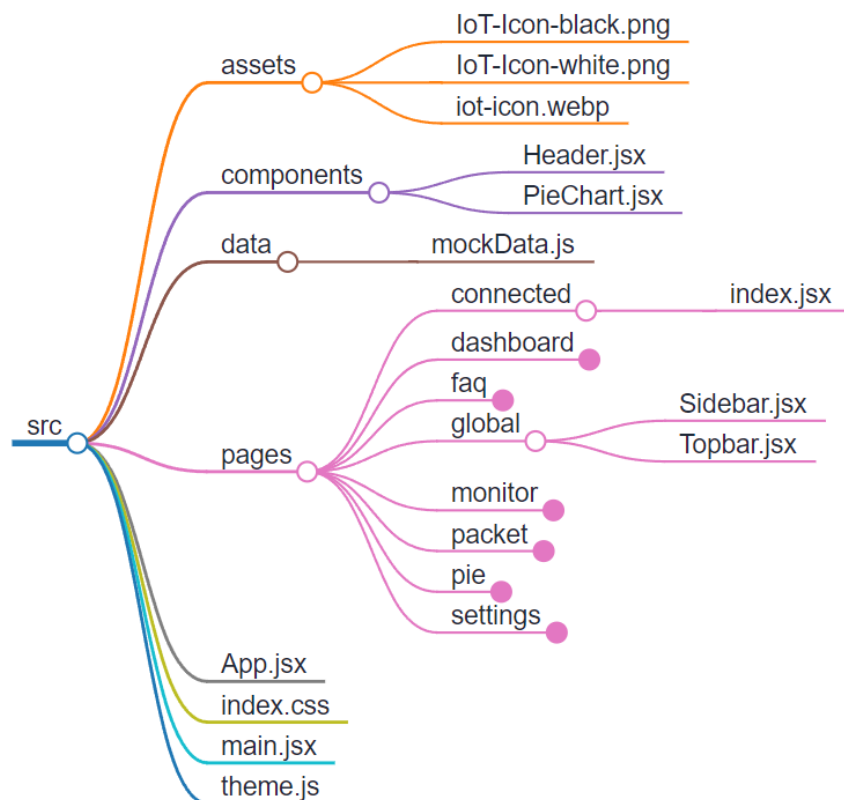 src
assets
IoT-Icon-black.png
IoT-Icon-white.png
iot-icon.webp
components
Header.jsx
PieChart.jsx
data
mockData.js
pages
connected
index.jsx
dashboard
faq
global
Sidebar.jsx
Topbar.jsx
monitor
packet
pie
settings
App.jsx
index.css
main.jsx
theme.js